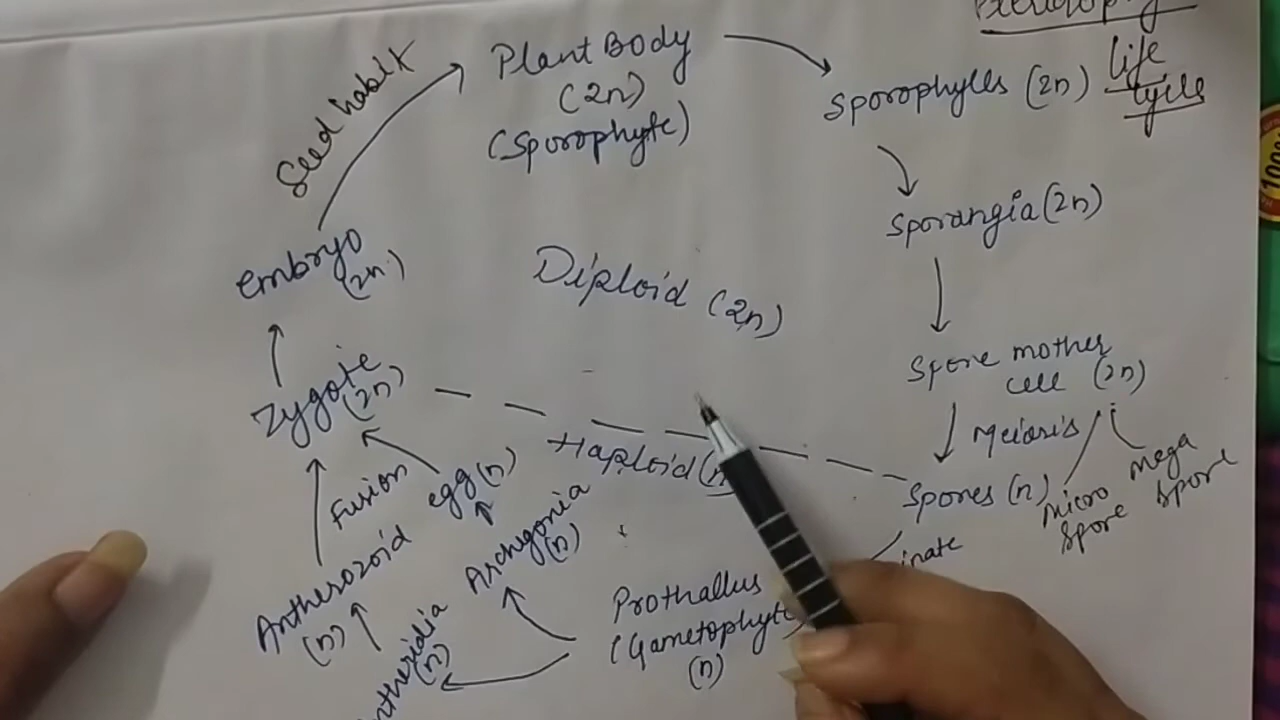 Life
Cycle
Plant Body
(2n)
(Sporophyte)
Sporophylls (2n)
Seed habit
Sporangia (2n)
embryo
(2n)
Diploid (2n)
Spore mother
cell (2n)
Zygote
(2n)
Meiosis
Haploid (n)
Spores (n)
Micro
spore
Mega
spore
Fusion
egg (n)
Archegonia
(n)
Antherozoid
(n)
Prothallus
(Gametophyte
(n)
(n)
100